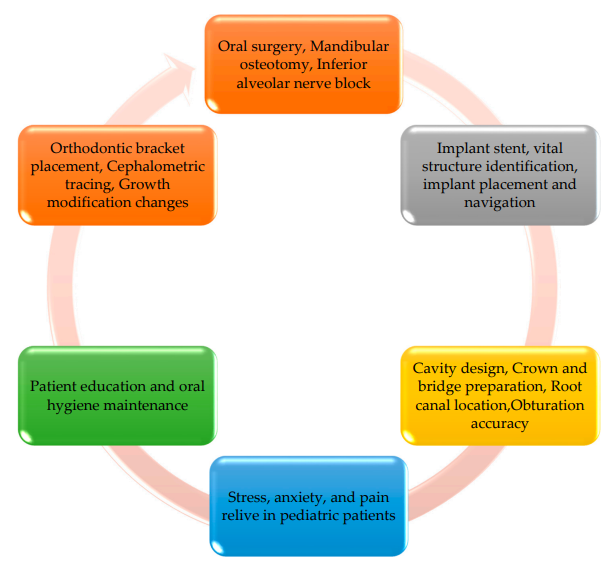 Oral surgery, Mandibular
osteotomy, Inferior
alveolar nerve block
Implant stent, vital
structure identification,
implant placement and
navigation
Cavity design, Crown and
bridge preparation, Root
canal location,Obturation
accuracy
Stress, anxiety, and pain
relive in pediatric patients
Patient education and oral
hygiene maintenance
Orthodontic bracket
placement, Cephalometric
tracing, Growth
modification changes